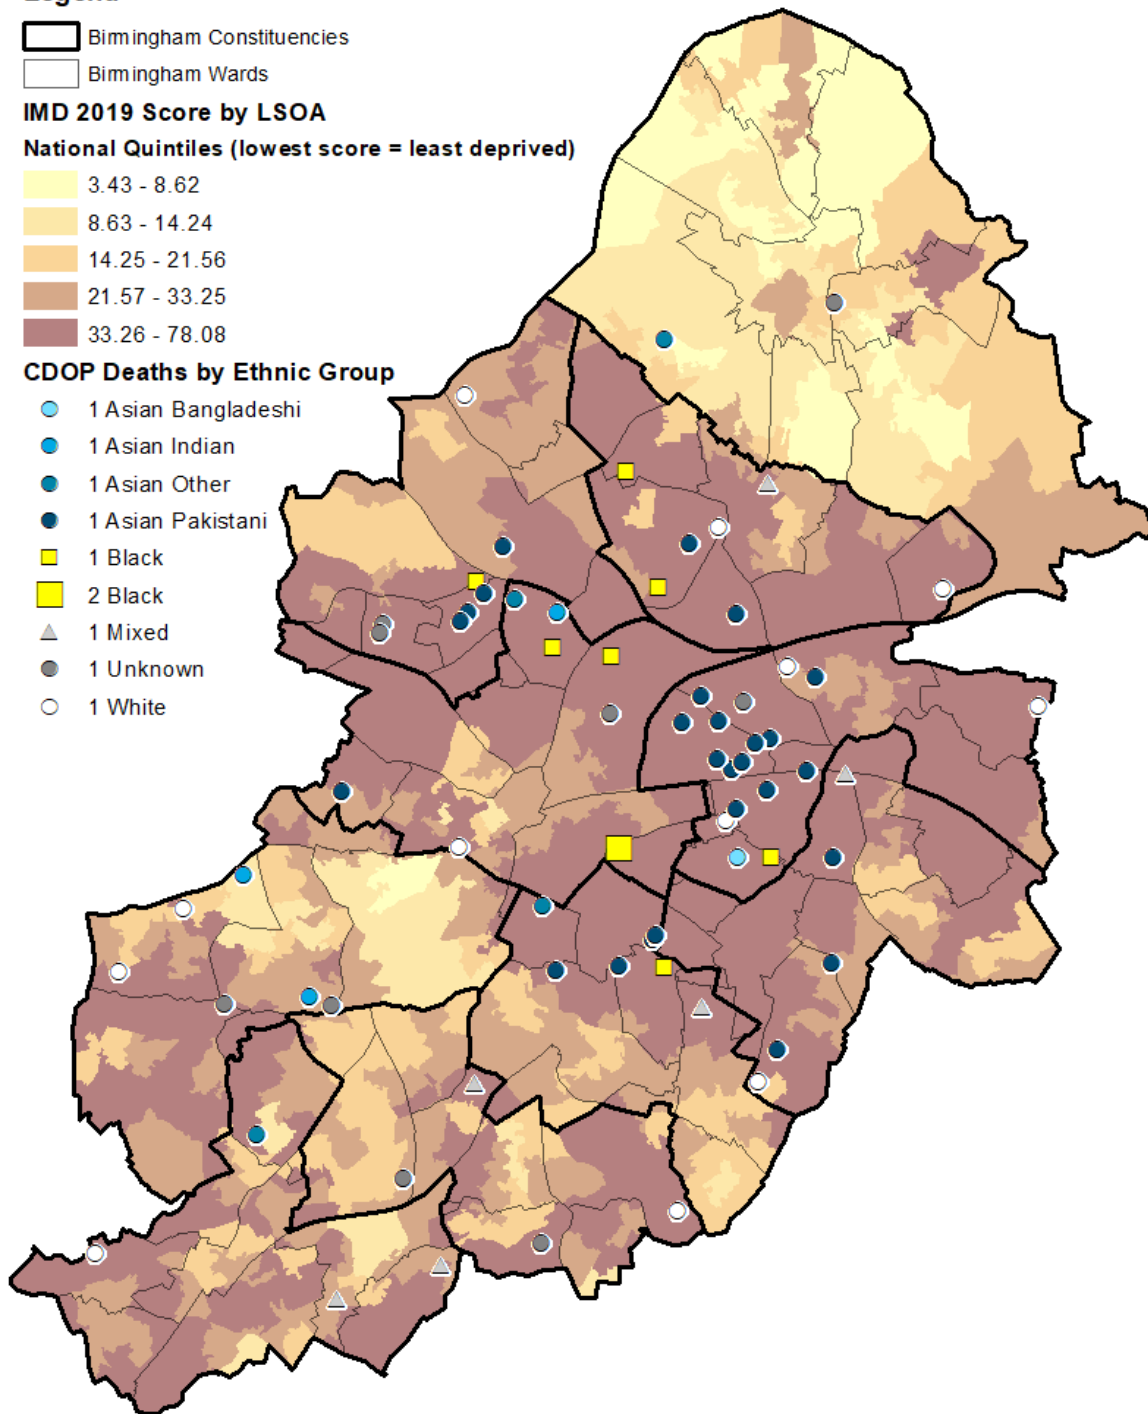 Birmingham Constituencies
Birmingham Wards
IMD 2019 Score by LSOA
National Quintiles (lowest score = least deprived)
3.43 - 8.62
8.63 - 14.24
14.25 - 21.56
21.57 - 33.25
33.26 - 78.08
CDOP Deaths by Ethnic Group
1 Asian Bangladeshi
1 Asian Indian
1 Asian Other
1 Asian Pakistani
1 Black
2 Black
1 Mixed
1 Unknown
1 White